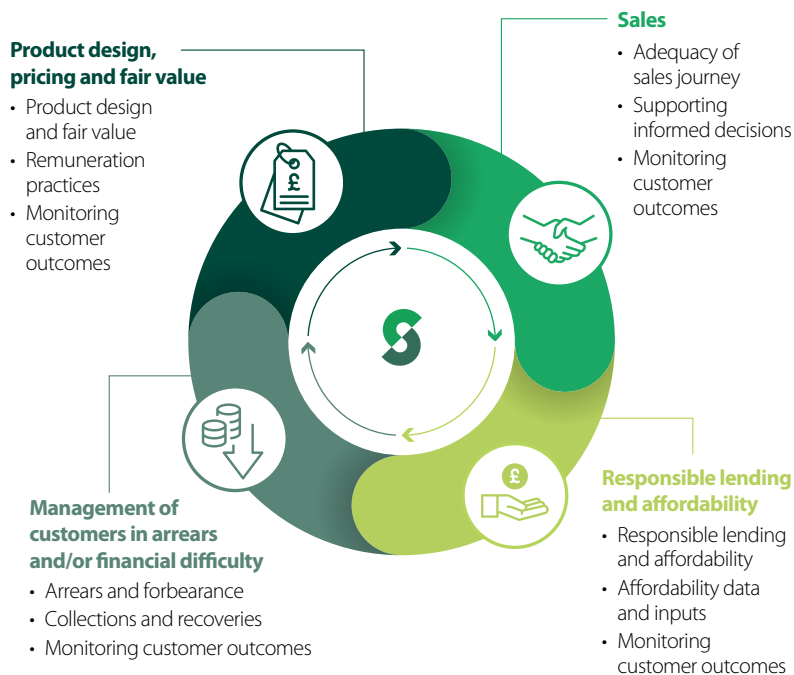 Product design,
pricing and fair value
• Product design
and fair value
• Remuneration
practices
• Monitoring
customer
outcomes
Sales
• Adequacy of
sales journey
• Supporting
informed decisions
• Monitoring
customer
outcomes
£
£
Responsible lending
and affordability
• Responsible lending
and affordability
• Affordability data
and inputs
• Monitoring
customer outcomes
Management of
customers in arrears
and/or financial difficulty
• Arrears and forbearance
• Collections and recoveries
• Monitoring customer outcomes